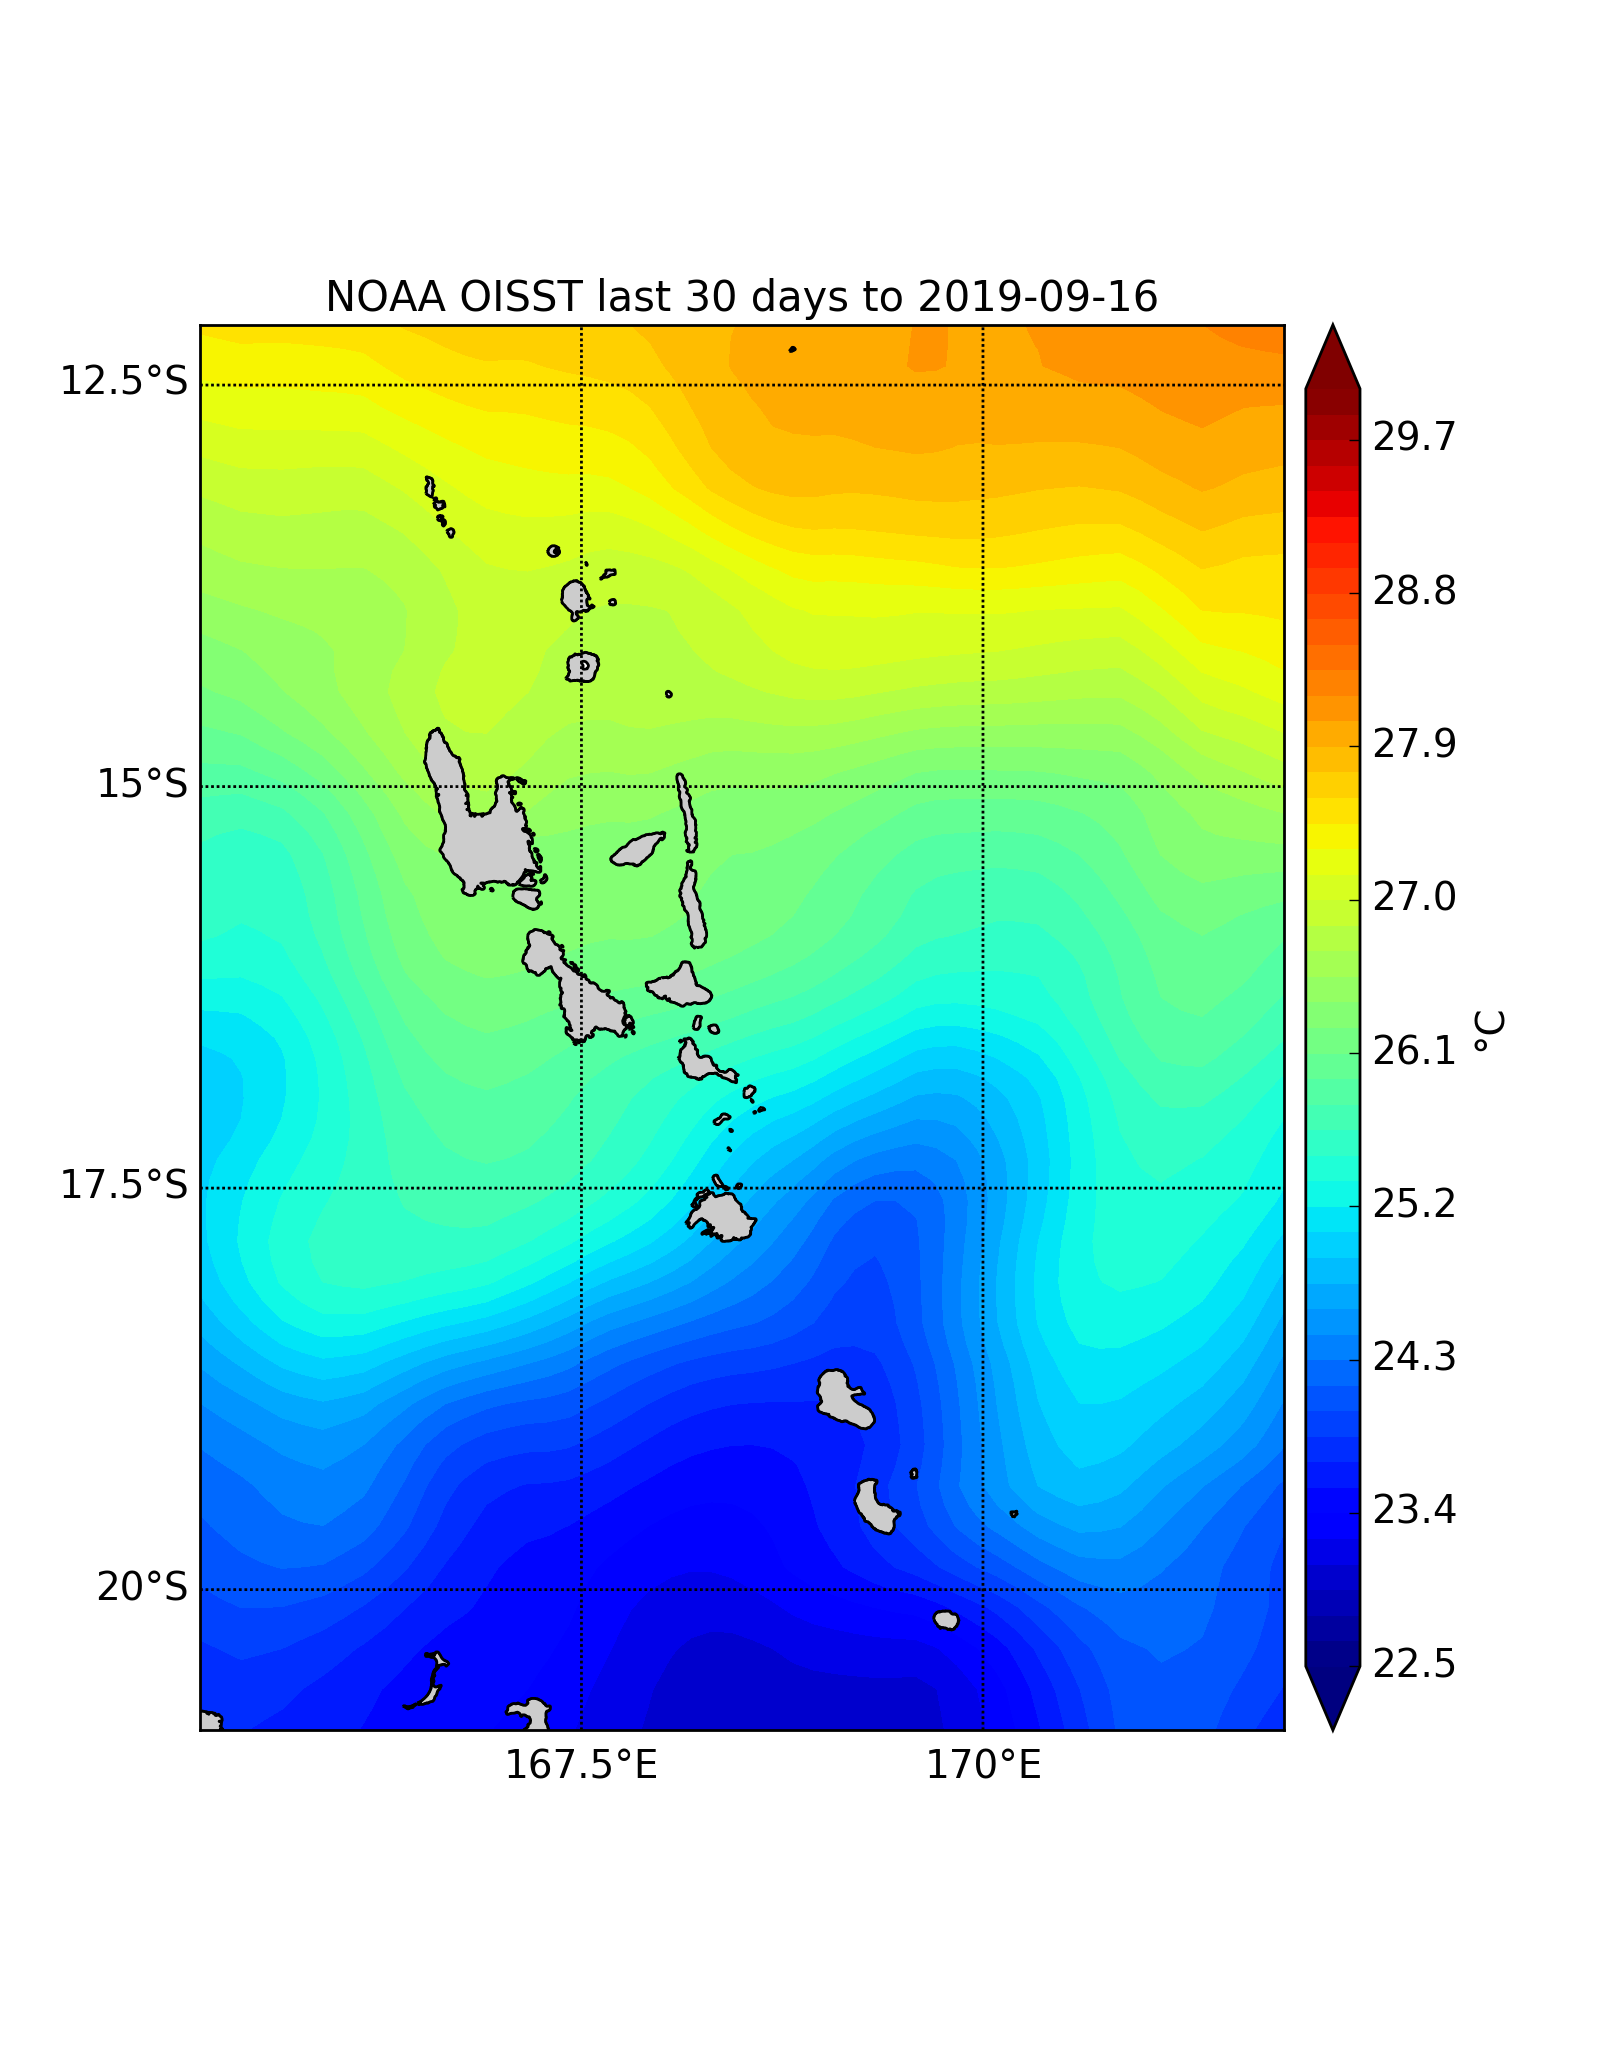 NOAA OISST last 30 days to 2019-09-16
12.5°S
15°S
17.5°S
20°S
167.5°E
170°E
29.7
28.8
27.9
27.0
26.1
25.2
24.3
23.4
22.5
°C